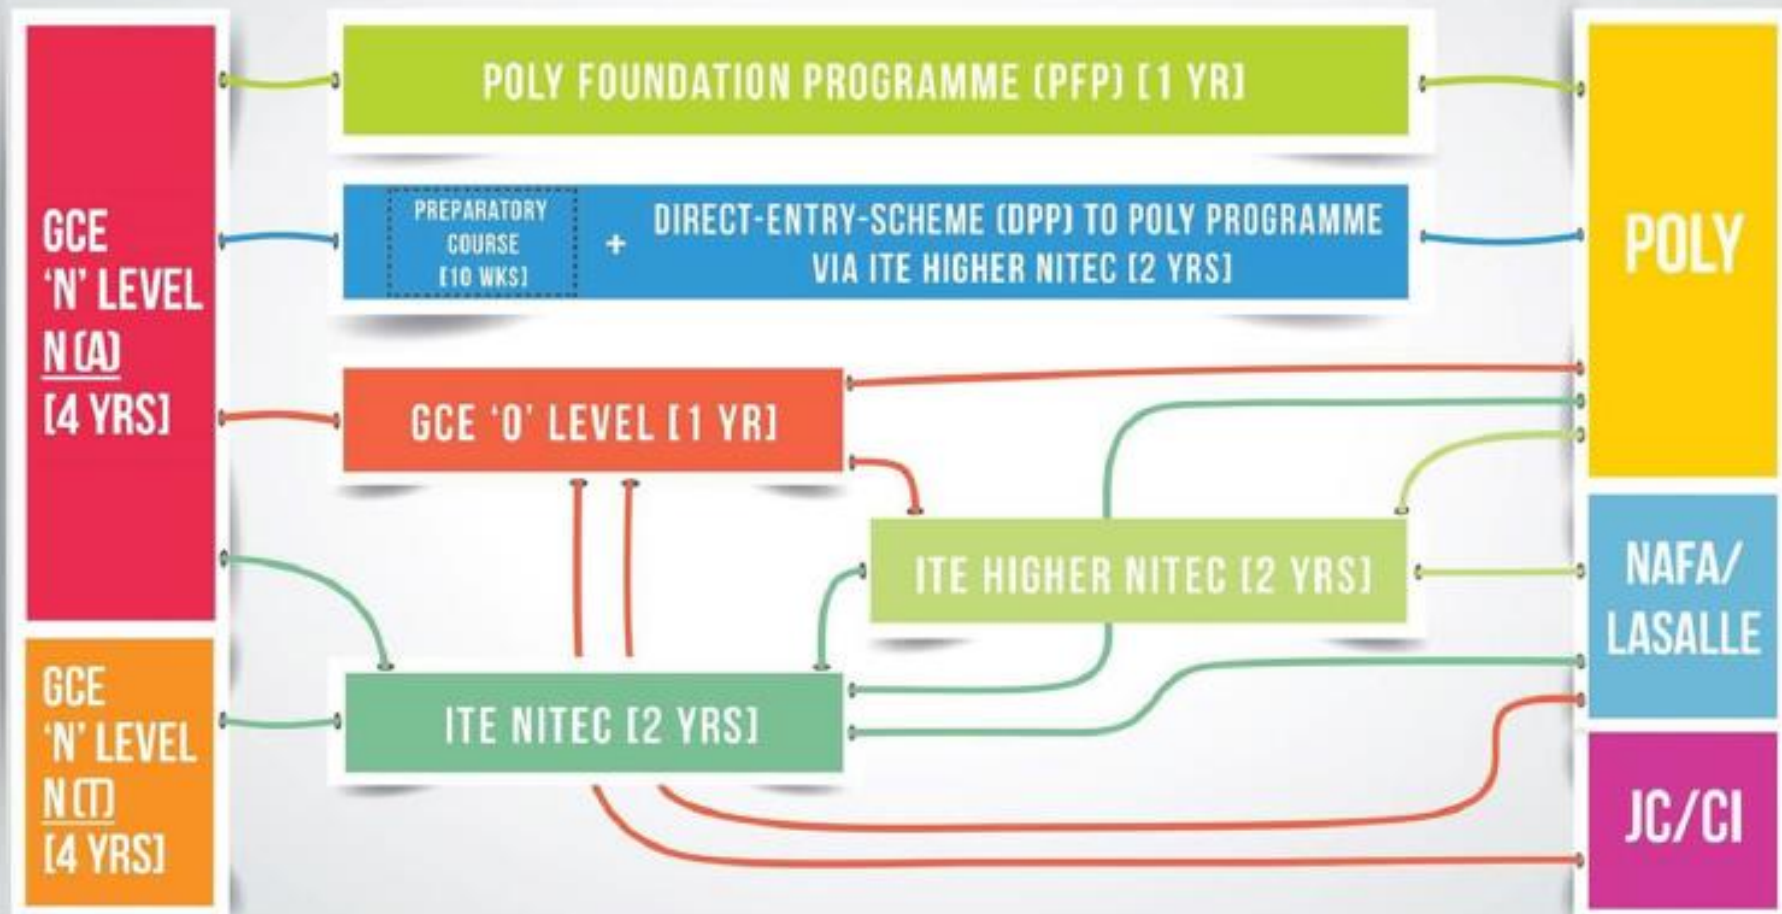 GCE
‘N’ LEVEL
N(A)
[4 YRS]
GCE
‘N’ LEVEL
N(T)
[4 YRS]
POLY FOUNDATION PROGRAMME (PFP) [1 YR]
PREPARATORY
COURSE
[10 WKS]
+
DIRECT-ENTRY-SCHEME (DPP) TO POLY PROGRAMME
VIA ITE HIGHER NITEC [2 YRS]
GCE ‘O’ LEVEL [1 YR]
ITE HIGHER NITEC [2 YRS]
ITE NITEC [2 YRS]
POLY
NAFA/
LASALLE
JC/CI